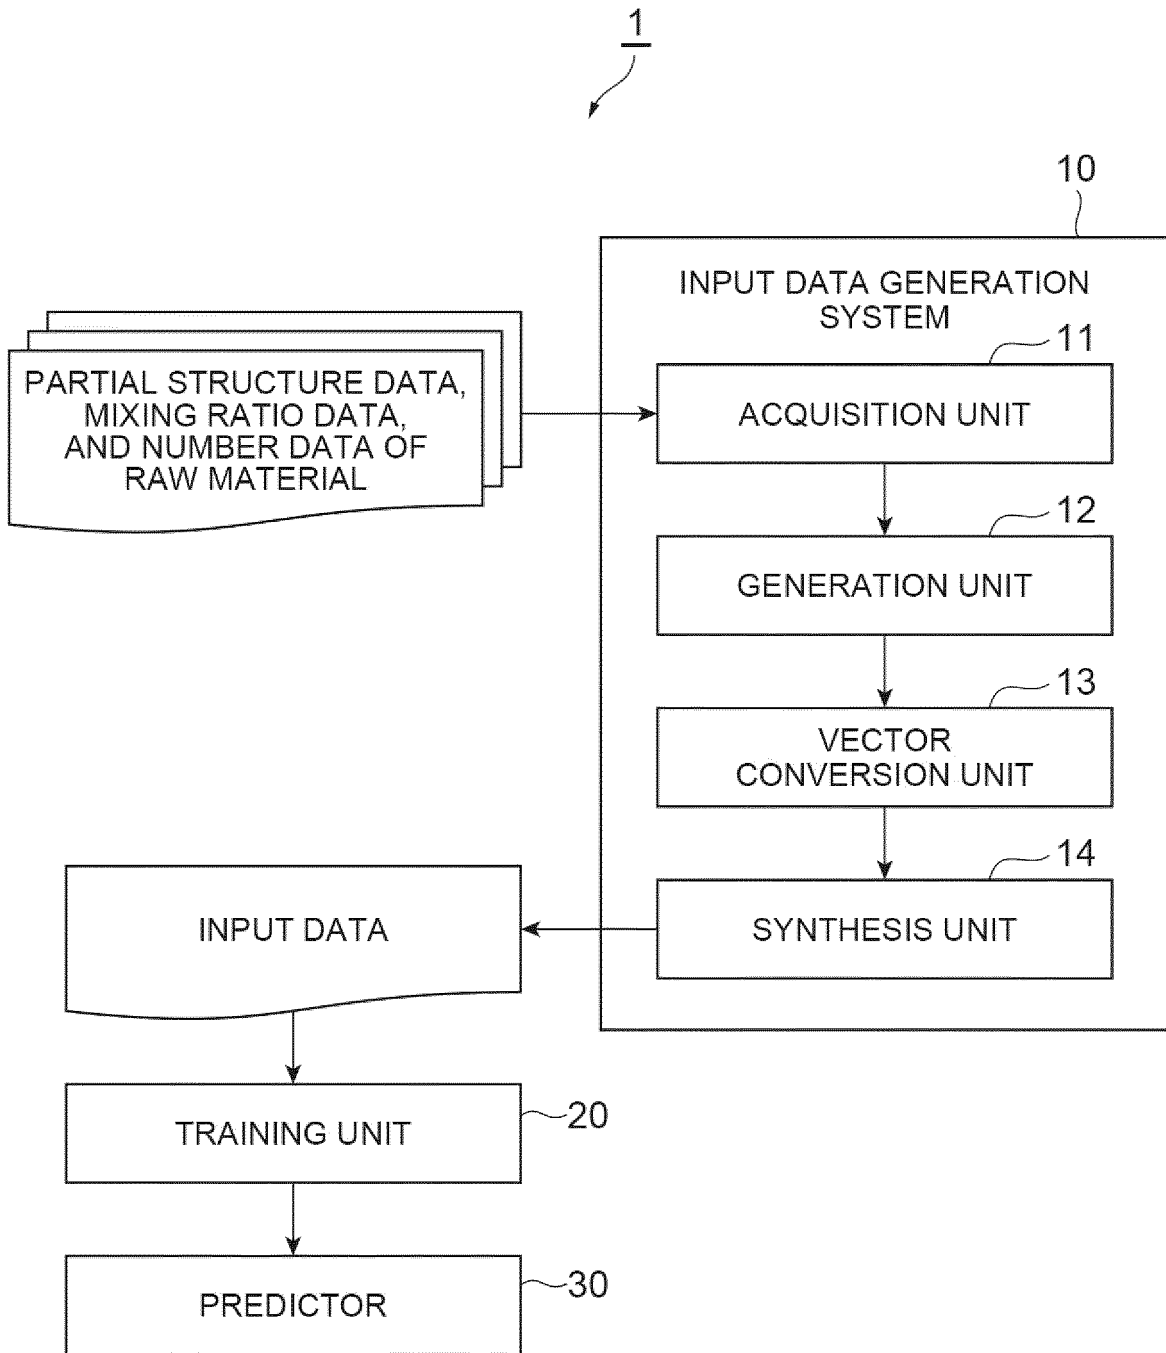 1
10
INPUT DATA GENERATION
SYSTEM
11
PARTIAL STRUCTURE DATA,
MIXING RATIO DATA,
AND NUMBER DATA OF
RAW MATERIAL
ACQUISITION UNIT
12
GENERATION UNIT
13
VECTOR
CONVERSION UNIT
14
SYNTHESIS UNIT
INPUT DATA
TRAINING UNIT
20
PREDICTOR
30